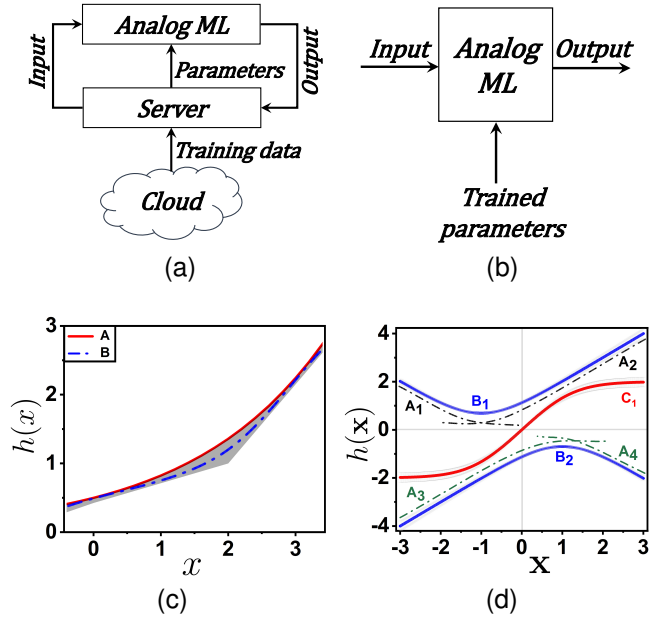 Analog ML
Input
Parameters
Output
Server
Training data
Cloud
(a)
Input
Analog
ML
Output
Trained
parameters
(b)
3
2
1
0
h(x)
A
B
0
1
2
3
x
(c)
4
2
0
-2
-4
h(x)
A1
B1
A2
C1
A3
B2
A4
-3
-2
-1
0
1
2
3
x
(d)